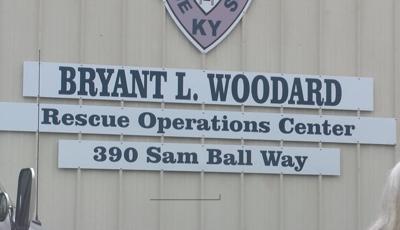 KY
BRYANT L. WOODARD
Rescue Operations Center
390 Sam Ball Way